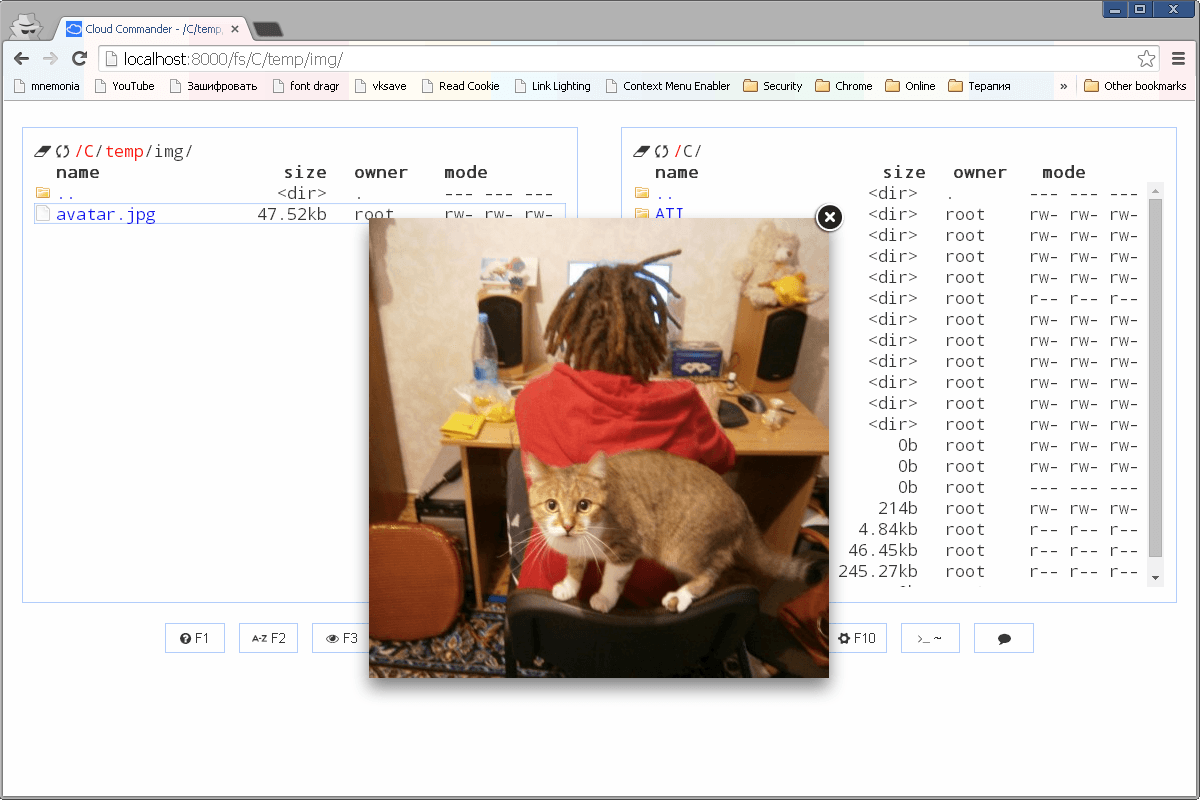 Cloud Commander - /C/temp
localhost:8000/fs/C/temp/img/
mnemonia YouTube Зашифровать font dragr vksave Read Cookie Link Lighting Context Menu Enabler Security Chrome Online Терапия » Other bookmarks
/C/temp/img/
name size owner mode
.. <dir> . --- --- ---
avatar.jpg 47.52kb root rw- rw- rw-
/C/
name size owner mode
.. <dir> . --- --- ---
ATI <dir> root rw- rw- rw-
<dir> root rw- rw- rw-
<dir> root rw- rw- rw-
<dir> root rw- rw- rw-
<dir> root r-- r-- r--
<dir> root rw- rw- rw-
<dir> root rw- rw- rw-
<dir> root rw- rw- rw-
<dir> root rw- rw- rw-
<dir> root rw- rw- rw-
<dir> root rw- rw- rw-
0b root rw- rw- rw-
0b root rw- rw- rw-
0b root --- --- ---
214b root rw- rw- rw-
4.84kb root r-- r-- r--
46.45kb root r-- r-- r--
245.27kb root r-- r-- r--
F1 A-Z F2 F3 F10 >_ ~